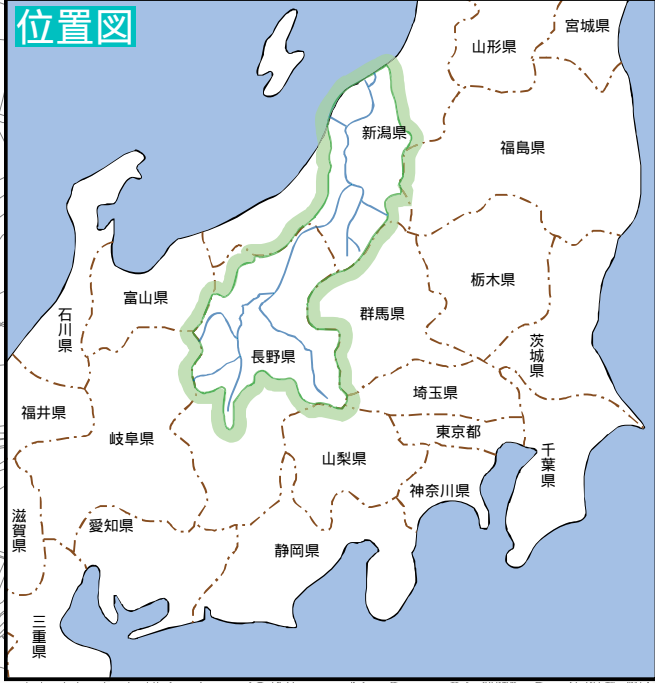 位置図
宮城県
山形県
新潟県
福島県
栃木県
富山県
群馬県
石川県
茨城県
長野県
埼玉県
福井県
東京都
岐阜県
山梨県
千葉県
神奈川県
滋賀県
愛知県
静岡県
三重県